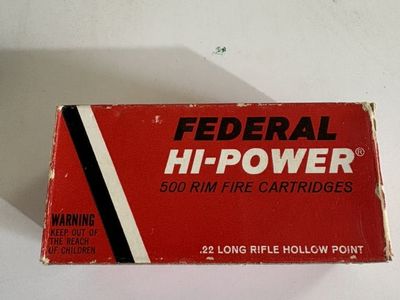 FEDERAL
HI-POWER®
500 RIM FIRE CARTRIDGES
WARNING
KEEP OUT OF
THE REACH
OF CHILDREN
.22 LONG RIFLE HOLLOW POINT